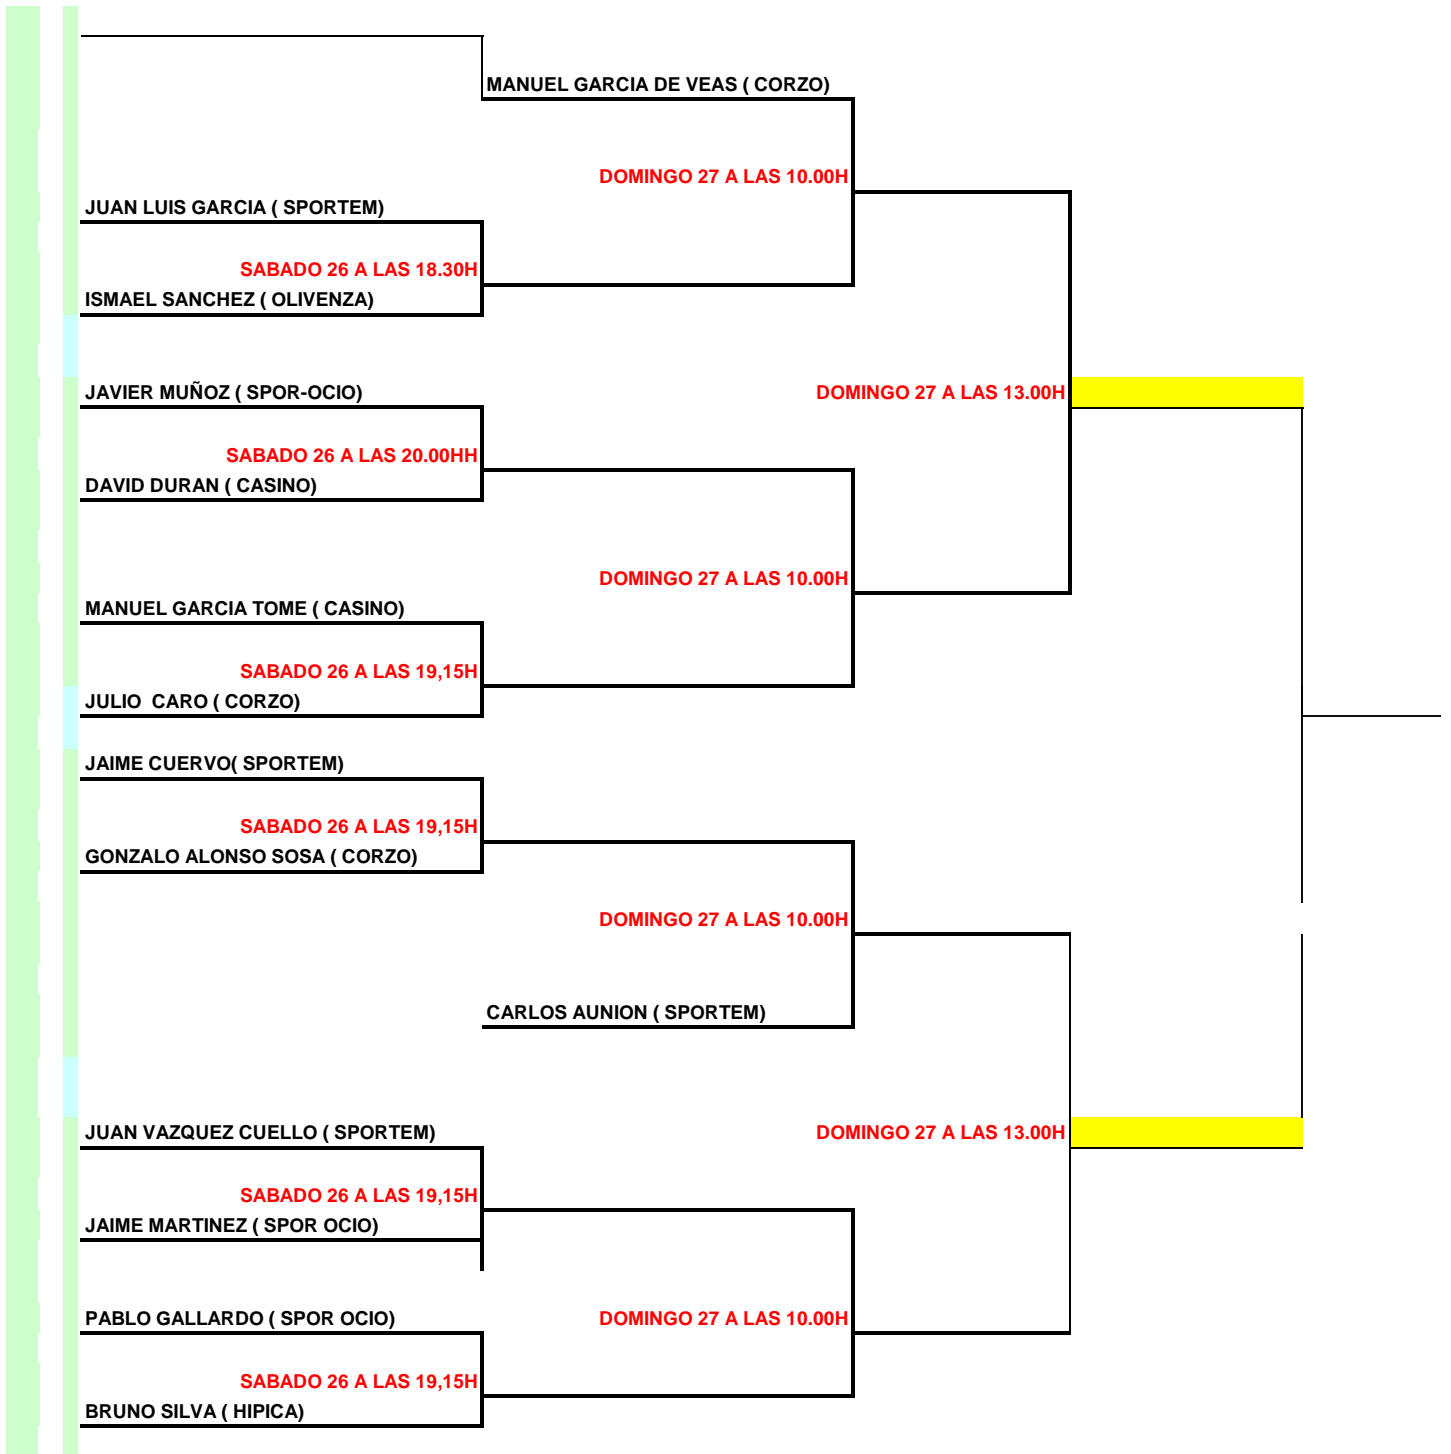 MANUEL GARCIA DE VEAS ( CORZO)
DOMINGO 27 A LAS 10.00H
JUAN LUIS GARCIA ( SPORTEM)
SABADO 26 A LAS 18.30H
ISMAEL SANCHEZ ( OLIVENZA)
JAVIER MUÑOZ ( SPOR-OCIO)
DOMINGO 27 A LAS 13.00H
SABADO 26 A LAS 20.00HH
DAVID DURAN ( CASINO)
DOMINGO 27 A LAS 10.00H
MANUEL GARCIA TOME ( CASINO)
SABADO 26 A LAS 19,15H
JULIO  CARO ( CORZO)
JAIME CUERVO( SPORTEM)
SABADO 26 A LAS 19,15H
GONZALO ALONSO SOSA ( CORZO)
DOMINGO 27 A LAS 10.00H
CARLOS AUNION ( SPORTEM)
JUAN VAZQUEZ CUELLO ( SPORTEM)
DOMINGO 27 A LAS 13.00H
SABADO 26 A LAS 19,15H
JAIME MARTINEZ ( SPOR OCIO)
PABLO GALLARDO ( SPOR OCIO)
DOMINGO 27 A LAS 10.00H
SABADO 26 A LAS 19,15H
BRUNO SILVA ( HIPICA)